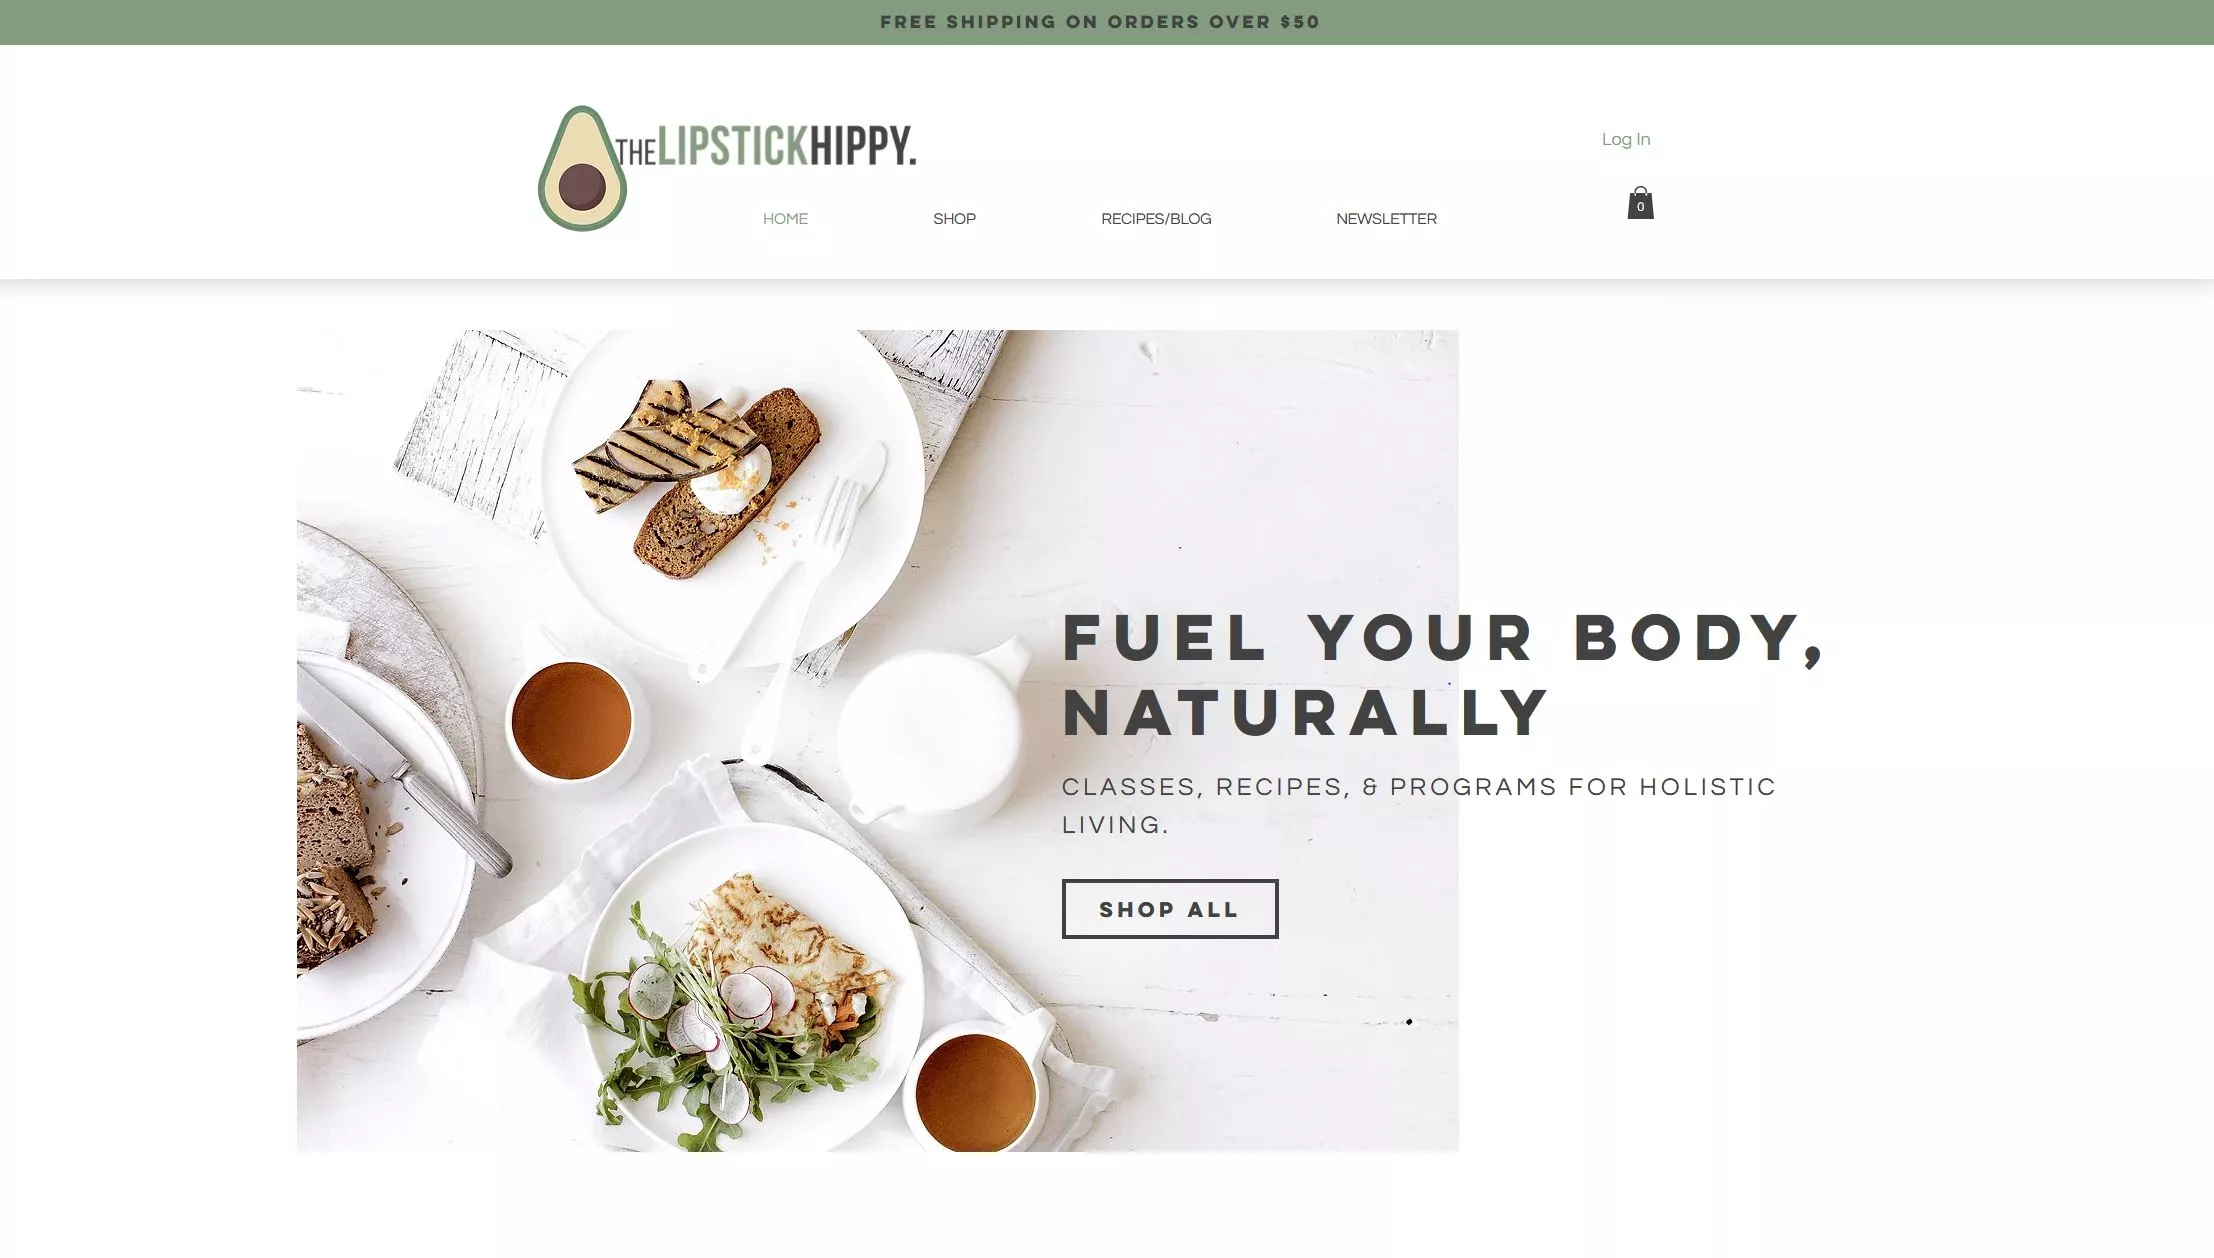 FREE SHIPPING ON ORDERS OVER $50
THELIPSTICKHIPPY.
Log In
0
HOME
SHOP
RECIPES/BLOG
NEWSLETTER
FUEL YOUR BODY,
NATURALLY
CLASSES, RECIPES, & PROGRAMS FOR HOLISTIC
LIVING.
SHOP ALL